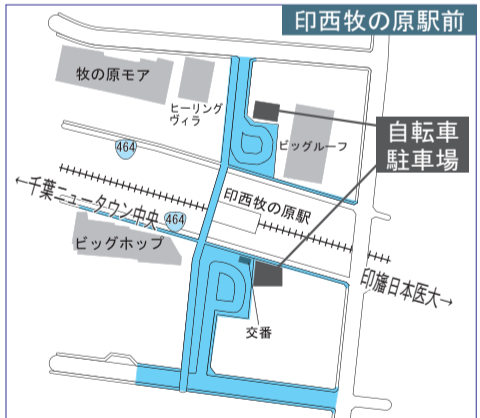 印西牧の原駅前
牧の原モア
ヒーリング
ヴィラ
ビッグルーフ
自転車
駐車場
464
←千葉ニュータウン中央
464
印西牧の原駅
ビッグホップ
印旛日本医大→
交番